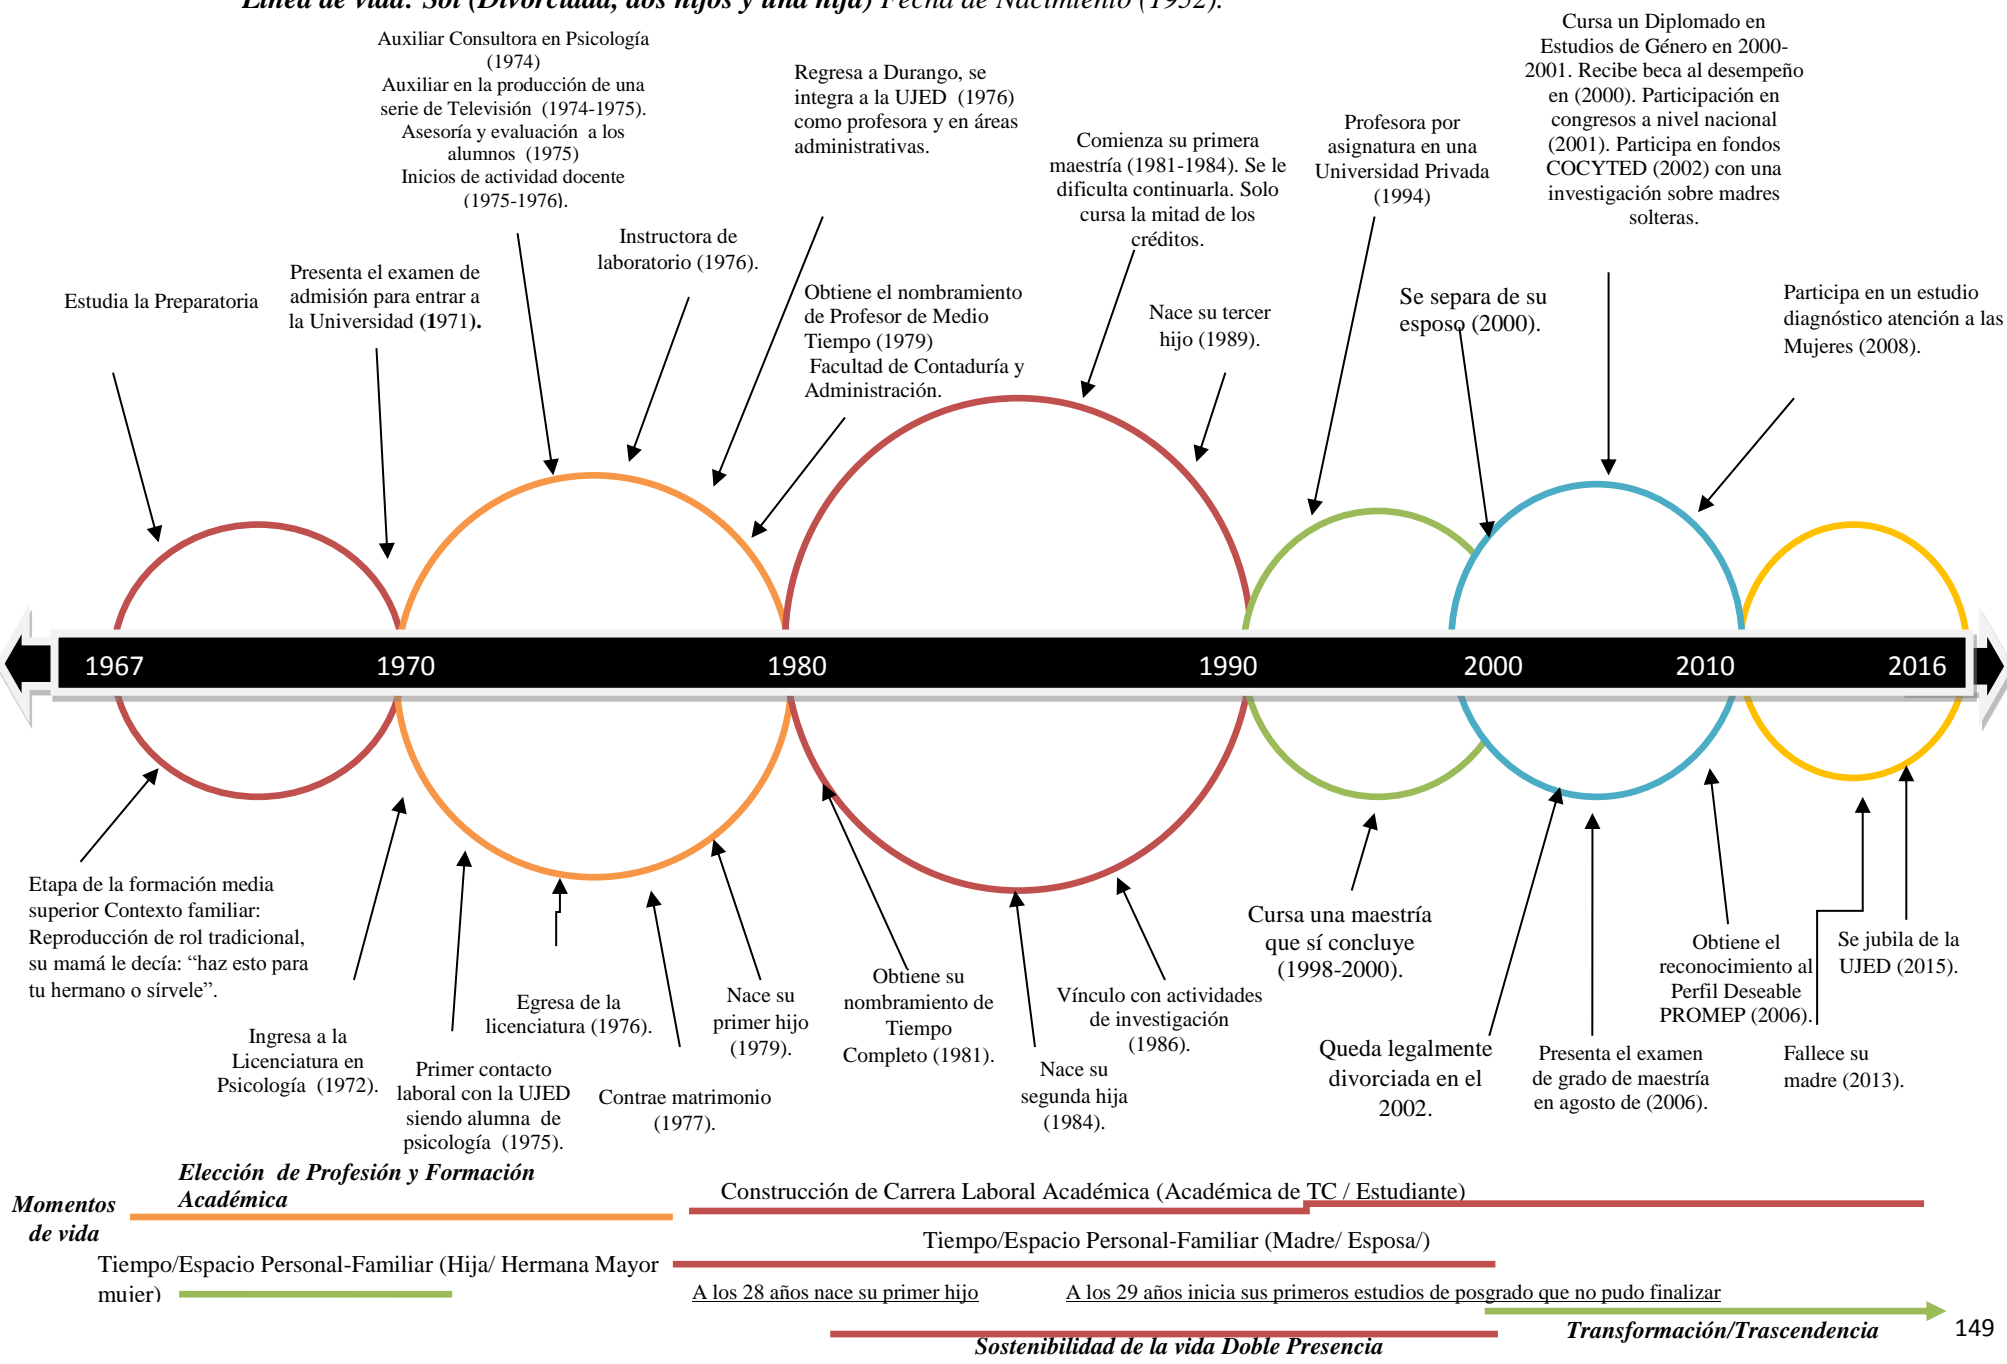 Línea de vida: Sol (Divorciada, dos hijos y una hija) Fecha de Nacimiento (1952).
Auxiliar Consultora en Psicología
(1974)
Auxiliar en la producción de una
serie de Televisión (1974-1975).
Asesoría y evaluación a los
alumnos (1975)
Inicios de actividad docente
(1975-1976).
Regresa a Durango, se
integra a la UJED (1976)
como profesora y en áreas
administrativas.
Comienza su primera
maestría (1981-1984). Se le
dificulta continuarla. Solo
cursa la mitad de los
créditos.
Profesora por
asignatura en una
Universidad Privada
(1994)
Cursa un Diplomado en
Estudios de Género en 2000-
2001. Recibe beca al desempeño
en (2000). Participación en
congresos a nivel nacional
(2001). Participa en fondos
COCYTED (2002) con una
investigación sobre madres
solteras.
Estudia la Preparatoria
Presenta el examen de
admisión para entrar a
la Universidad (1971).
Instructora de
laboratorio (1976).
Obtiene el nombramiento
de Profesor de Medio
Tiempo (1979)
Facultad de Contaduría y
Administración.
Nace su tercer
hijo (1989).
Se separa de su
esposo (2000).
Participa en un estudio
diagnóstico atención a las
Mujeres (2008).
1967 1970 1980 1990 2000 2010 2016
Etapa de la formación media
superior Contexto familiar:
Reproducción de rol tradicional,
su mamá le decía: “haz esto para
tu hermano o sírvele”.
Ingresa a la
Licenciatura en
Psicología (1972).
Primer contacto
laboral con la UJED
siendo alumna de
psicología (1975).
Egresa de la
licenciatura (1976).
Contrae matrimonio
(1977).
Nace su
primer hijo
(1979).
Obtiene su
nombramiento de
Tiempo
Completo (1981).
Nace su
segunda hija
(1984).
Vínculo con actividades
de investigación
(1986).
Cursa una maestría
que sí concluye
(1998-2000).
Queda legalmente
divorciada en el
2002.
Presenta el examen
de grado de maestría
en agosto de (2006).
Obtiene el
reconocimiento al
Perfil Deseable
PROMEP (2006).
Fallece su
madre (2013).
Se jubila de la
UJED (2015).
Momentos
de vida
Elección de Profesión y Formación
Académica
Construcción de Carrera Laboral Académica (Académica de TC / Estudiante)
Tiempo/Espacio Personal-Familiar (Madre/ Esposa/)
Tiempo/Espacio Personal-Familiar (Hija/ Hermana Mayor
mujer)
A los 28 años nace su primer hijo
A los 29 años inicia sus primeros estudios de posgrado que no pudo finalizar
Transformación/Trascendencia
Sostenibilidad de la vida Doble Presencia
149